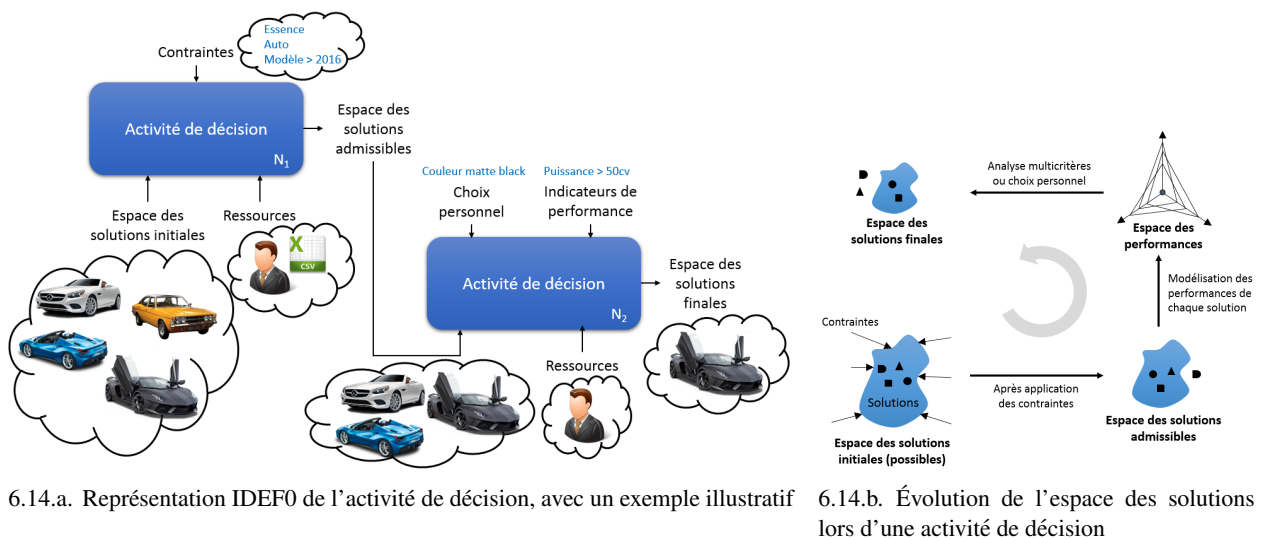 Essence
Auto
Modèle > 2016
Contraintes
Activité de décision
N1
Espace des
solutions
admissibles
Espace des
solutions initiales
Ressources
X
CSV
Couleur matte black
Choix
personnel
Puissance > 50cv
Indicateurs de
performance
Activité de décision
N2
Espace des
solutions
finales
Ressources
6.14.a. Représentation IDEF0 de l'activité de décision, avec un exemple illustratif
Analyse multicritères
ou choix personnel
Espace des
solutions finales
Espace des
performances
Modélisation des
performances de
chaque solution
Contraintes
Solutions
Espace des solutions
initiales (possibles)
Après application
des contraintes
Espace des solutions
admissibles
6.14.b. Évolution de l'espace des solutions
lors d'une activité de décision